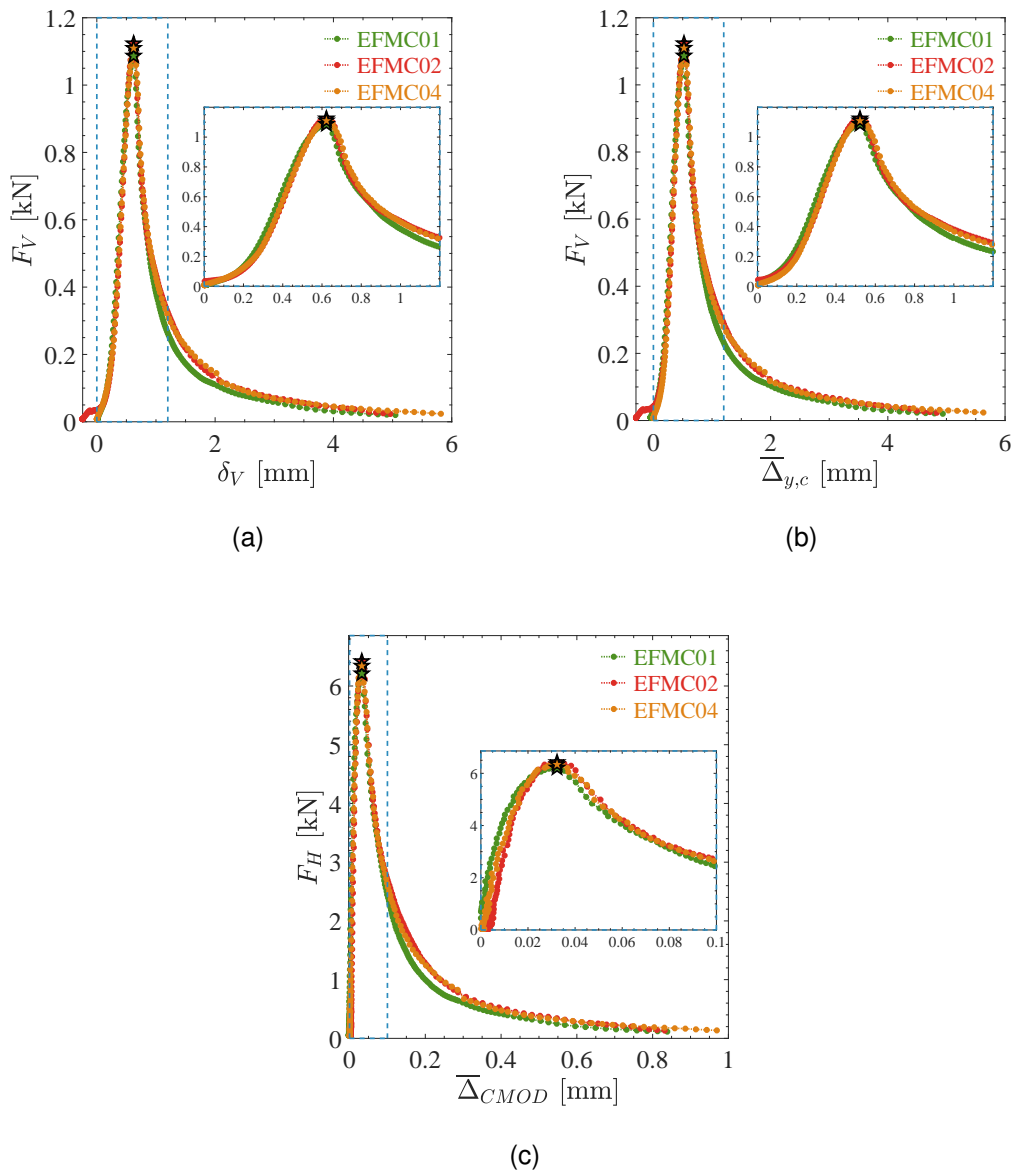 1.2
1
0.8
0.6
0.4
0.2
0
F_V [kN]
EFMC01
EFMC02
EFMC04
1
0.8
0.6
0.4
0.2
0
0 0.2 0.4 0.6 0.8 1
0 2 4 6
δ_V [mm]
(a)
1.2
1
0.8
0.6
0.4
0.2
0
F_V [kN]
EFMC01
EFMC02
EFMC04
1
0.8
0.6
0.4
0.2
0
0 0.2 0.4 0.6 0.8 1
0 2 4 6
Δ̅_{y,c} [mm]
(b)
6
5
4
3
2
1
0
F_H [kN]
EFMC01
EFMC02
EFMC04
6
4
2
0
0 0.02 0.04 0.06 0.08 0.1
0 0.2 0.4 0.6 0.8 1
Δ̅_{CMOD} [mm]
(c)